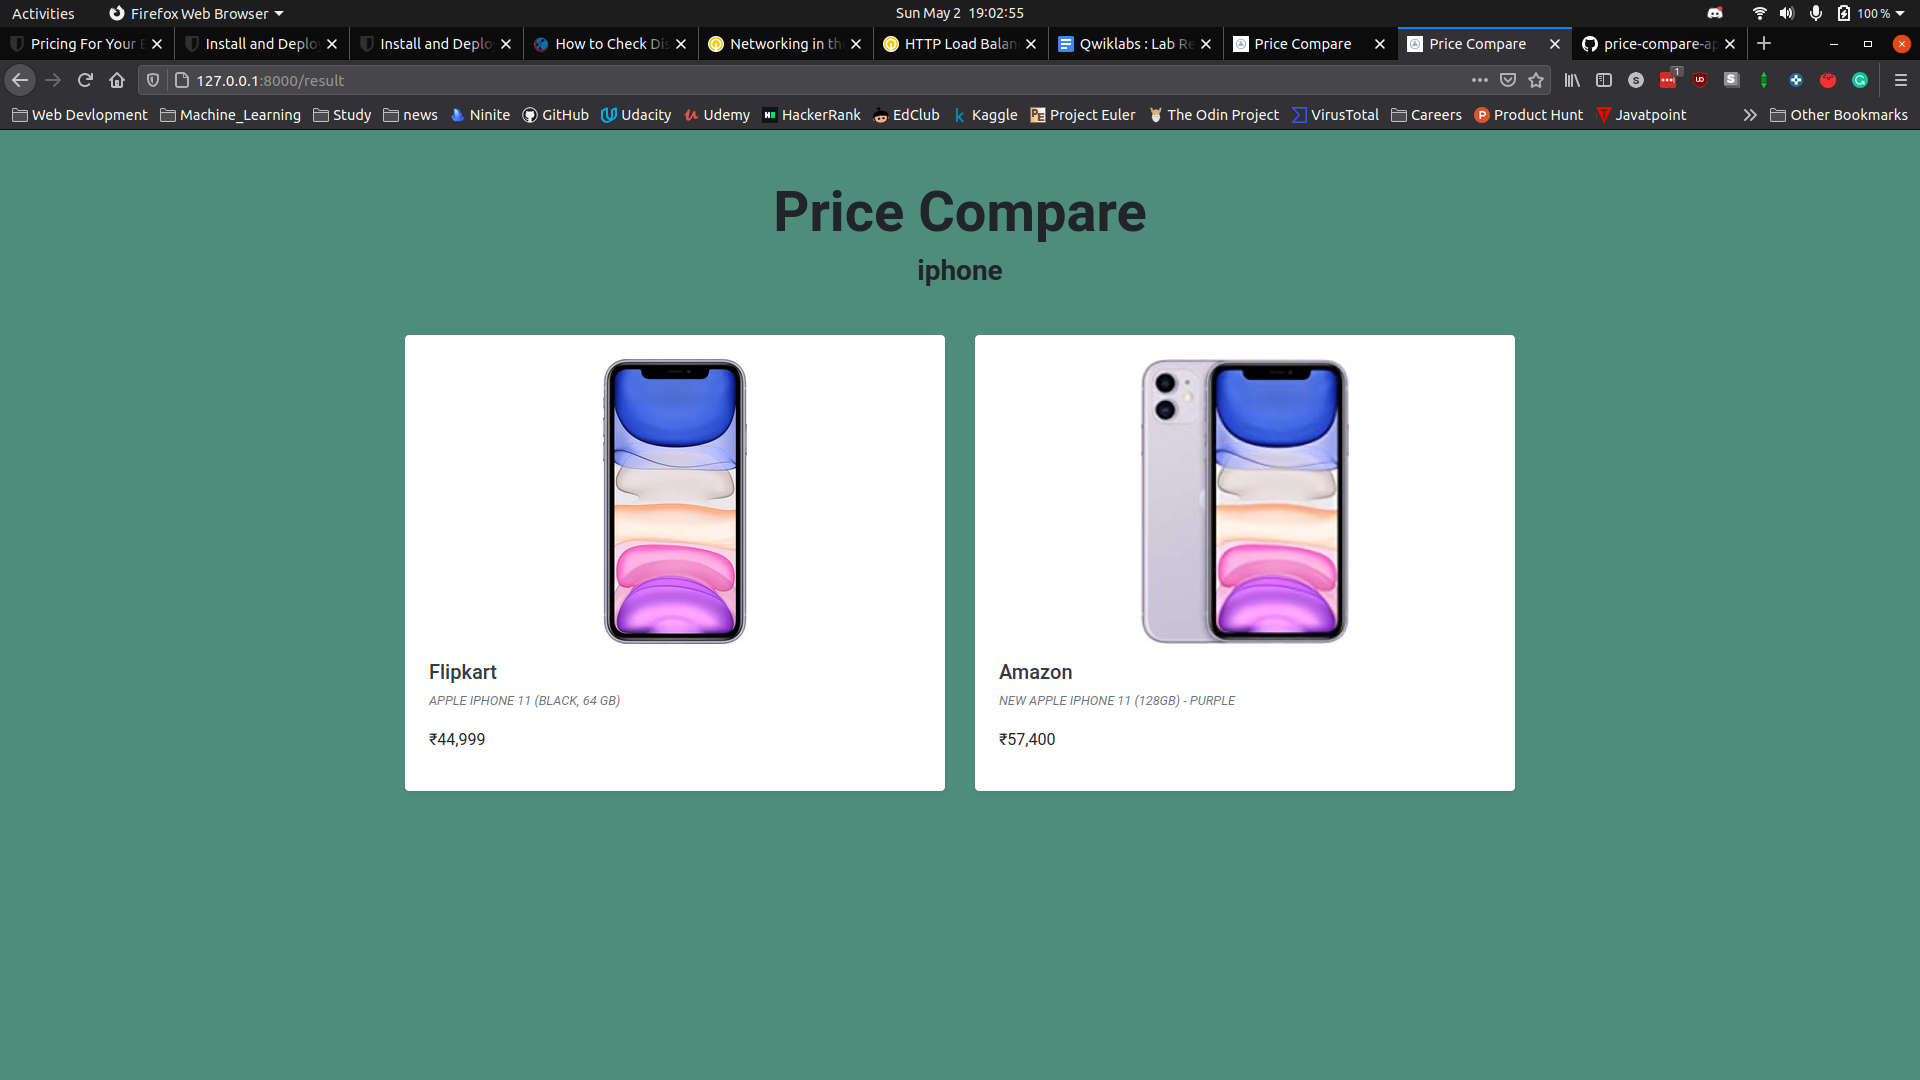 Activities Firefox Web Browser Sun May 2 19:02:55 100 %
Pricing For Your Install and Deplo Install and Deplo How to Check Dis Networking in th HTTP Load Balan Qwiklabs : Lab Re Price Compare Price Compare price-compare-ap
127.0.0.1:8000/result 1
Web Devlopment Machine_Learning Study news Ninite GitHub Udacity Udemy HackerRank EdClub Kaggle Project Euler The Odin Project VirusTotal Careers Product Hunt Javatpoint Other Bookmarks
Price Compare
iphone
Flipkart
APPLE IPHONE 11 (BLACK, 64 GB)
₹44,999
Amazon
NEW APPLE IPHONE 11 (128GB) - PURPLE
₹57,400